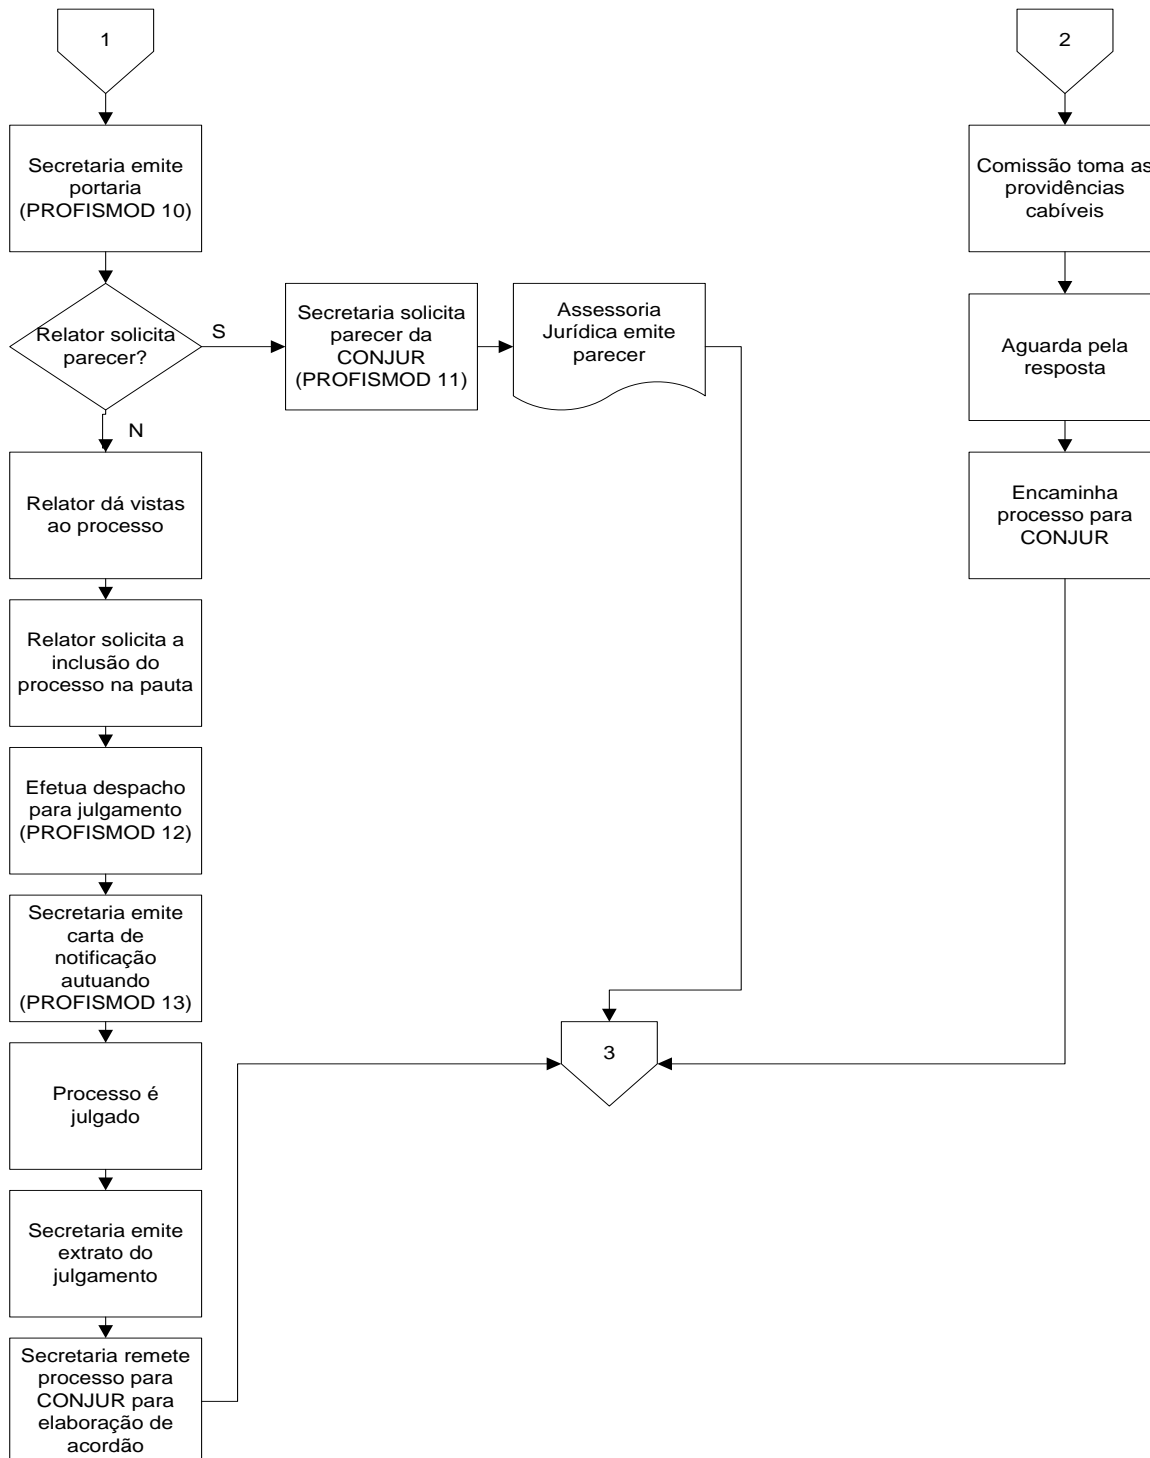 1
2
Secretaria emite
portaria
(PROFISMOD 10)
Comissão toma as
providências
cabíveis
Relator solicita
parecer?
S
N
Secretaria solicita
parecer da
CONJUR
(PROFISMOD 11)
Assessoria
Jurídica emite
parecer
Aguarda pela
resposta
Relator dá vistas
ao processo
Encaminha
processo para
CONJUR
Relator solicita a
inclusão do
processo na pauta
Efetua despacho
para julgamento
(PROFISMOD 12)
Secretaria emite
carta de
notificação
autuando
(PROFISMOD 13)
3
Processo é
julgado
Secretaria emite
extrato do
julgamento
Secretaria remete
processo para
CONJUR para
elaboração de
acordão